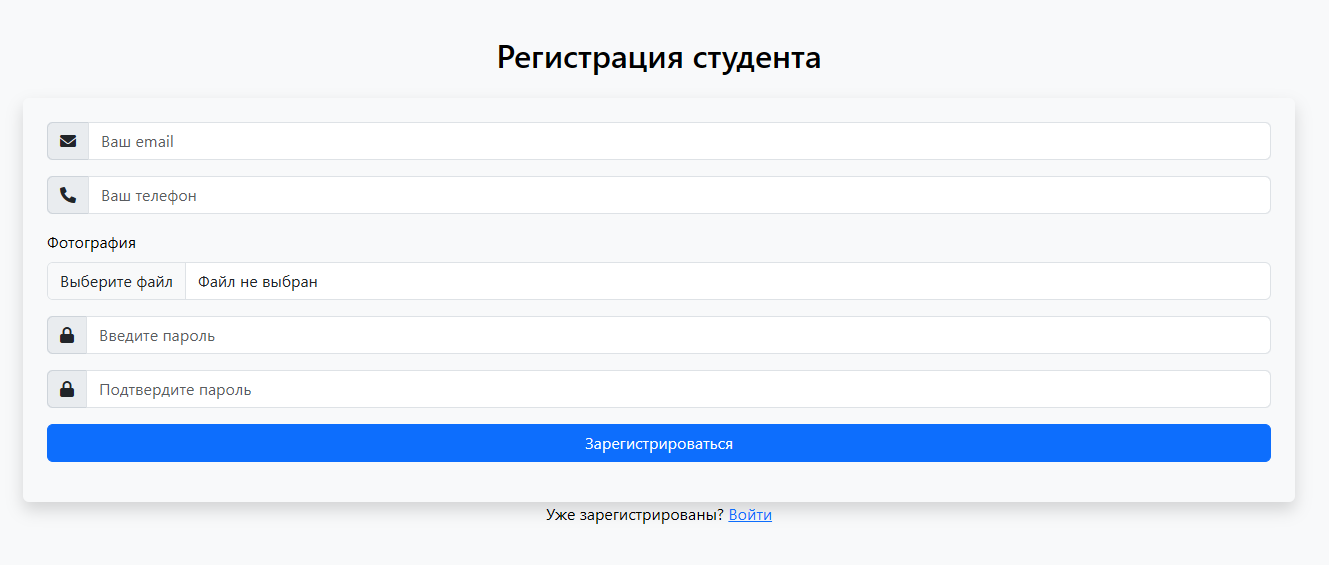 Регистрация студента
Ваш email
Ваш телефон
Фотография
Выберите файл Файл не выбран
Введите пароль
Подтвердите пароль
Зарегистрироваться
Уже зарегистрированы? Войти